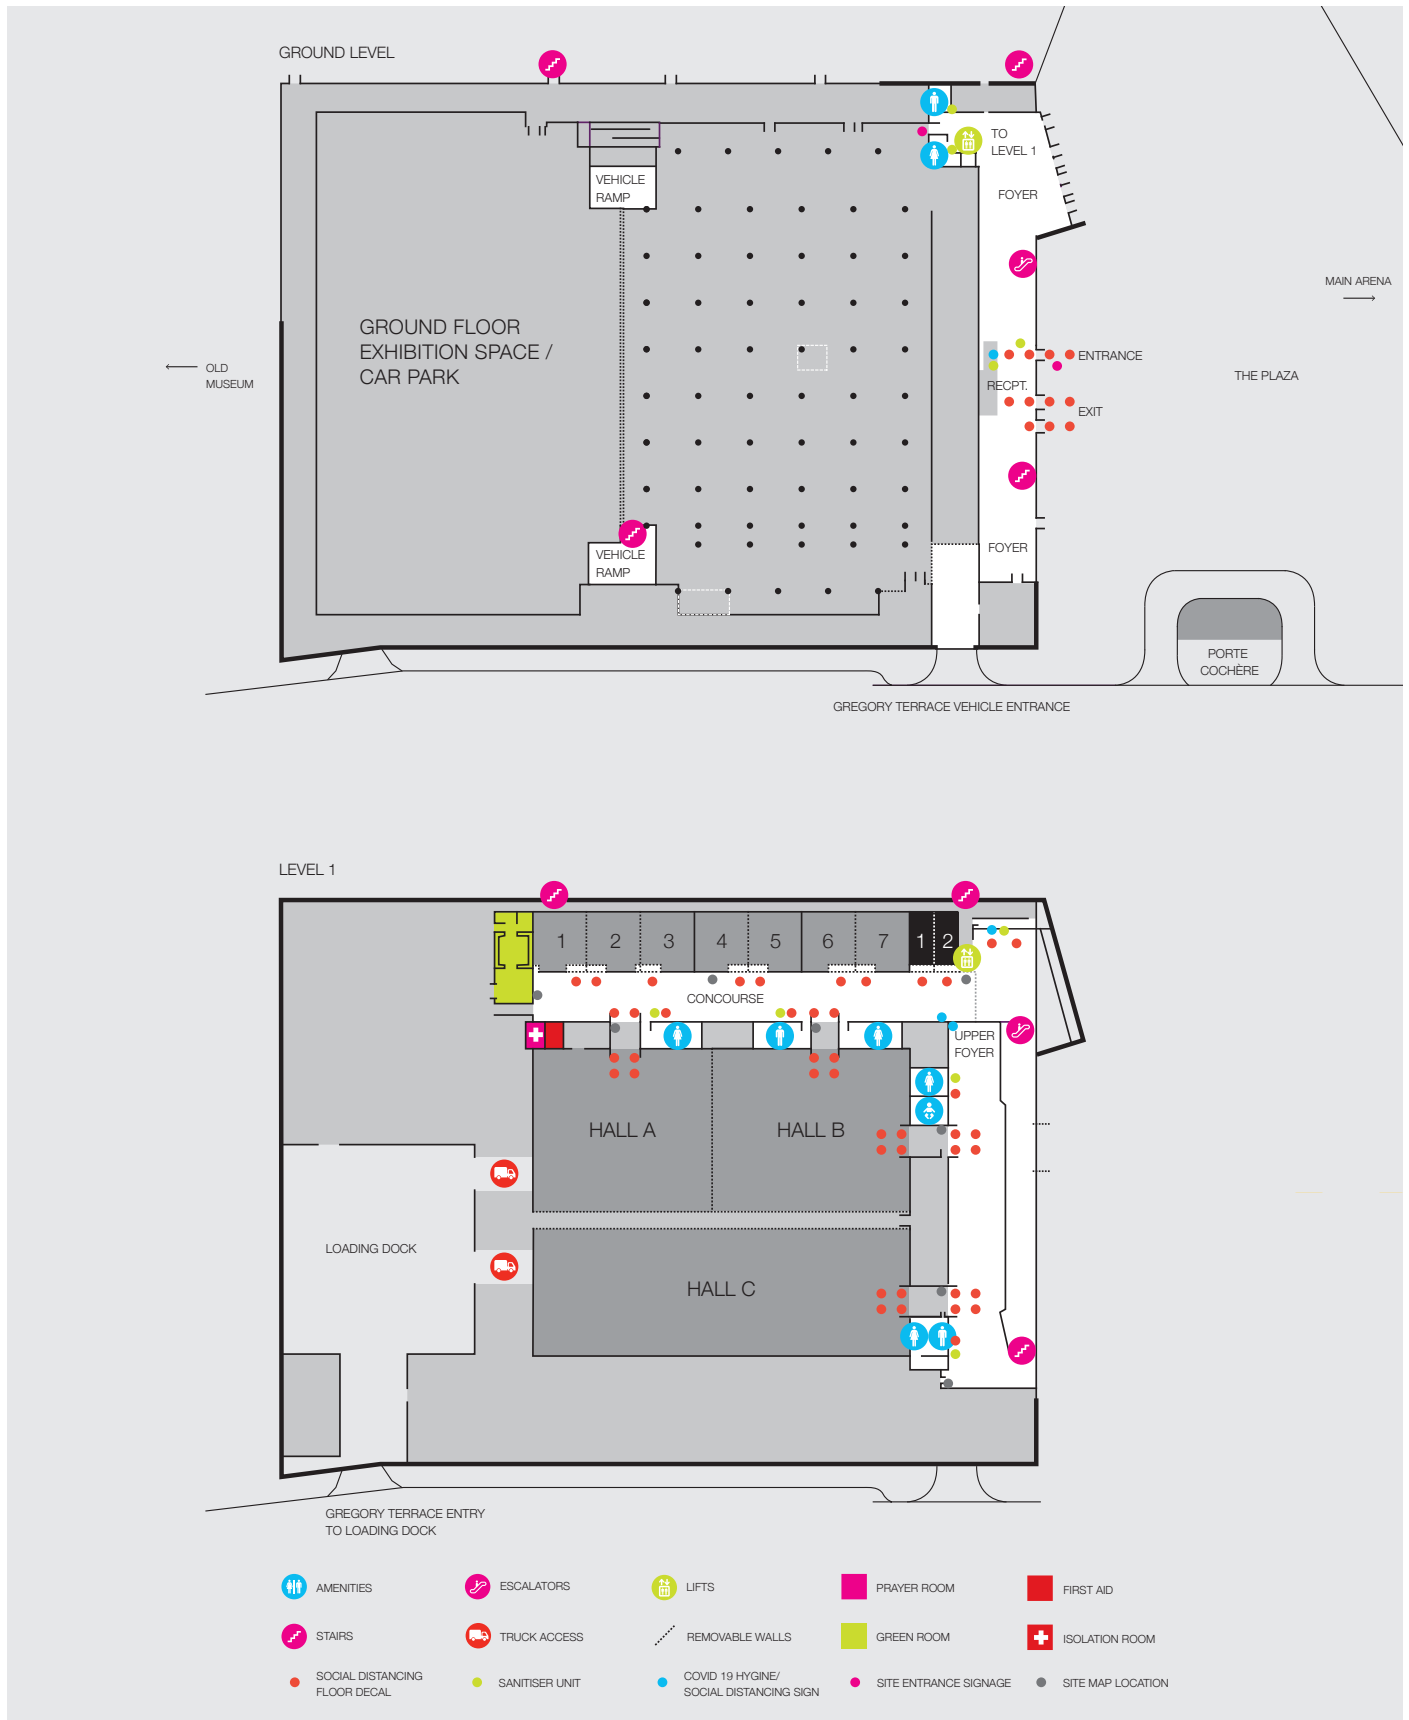 GROUND LEVEL
TO
LEVEL 1
FOYER
VEHICLE
RAMP
MAIN ARENA
GROUND FLOOR
EXHIBITION SPACE /
CAR PARK
OLD
MUSEUM
ENTRANCE
THE PLAZA
RECPT.
EXIT
FOYER
VEHICLE
RAMP
PORTE
COCHÈRE
GREGORY TERRACE VEHICLE ENTRANCE
LEVEL 1
1 2 3 4 5 6 7 1 2
CONCOURSE
UPPER
FOYER
HALL A HALL B
LOADING DOCK
HALL C
GREGORY TERRACE ENTRY
TO LOADING DOCK
AMENITIES ESCALATORS LIFTS PRAYER ROOM FIRST AID
STAIRS TRUCK ACCESS REMOVABLE WALLS GREEN ROOM ISOLATION ROOM
SOCIAL DISTANCING
FLOOR DECAL
SANITISER UNIT
COVID 19 HYGINE/
SOCIAL DISTANCING SIGN
SITE ENTRANCE SIGNAGE
SITE MAP LOCATION